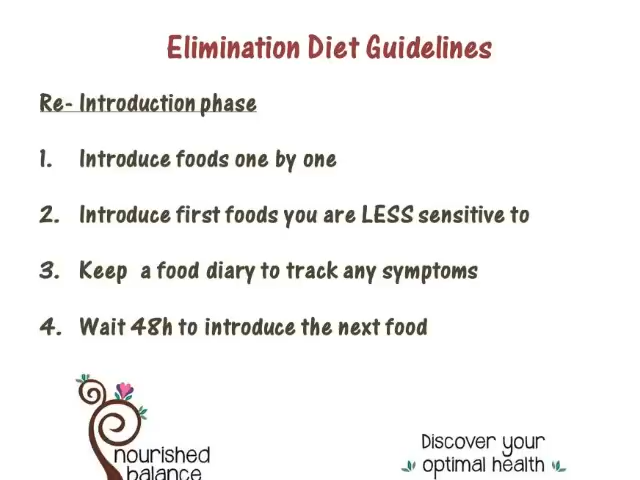 Elimination Diet Guidelines
Re- Introduction phase
1. Introduce foods one by one
2. Introduce first foods you are LESS sensitive to
3. Keep a food diary to track any symptoms
4. Wait 48h to introduce the next food
nourished
balance
Discover your
optimal health